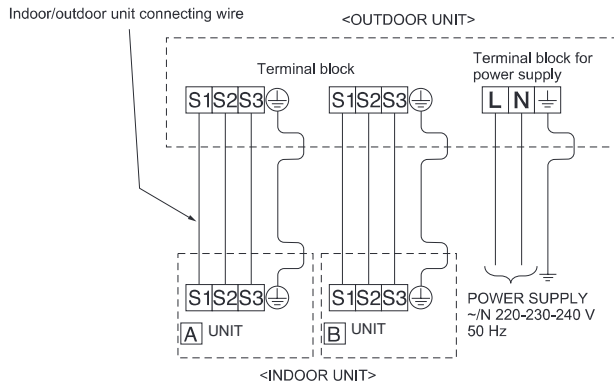 Indoor/outdoor unit connecting wire
<OUTDOOR UNIT>
Terminal block
Terminal block for
power supply
S1 S2 S3
S1 S2 S3
L N
S1 S2 S3
S1 S2 S3
A UNIT
B UNIT
POWER SUPPLY
~/N 220-230-240 V
50 Hz
<INDOOR UNIT>